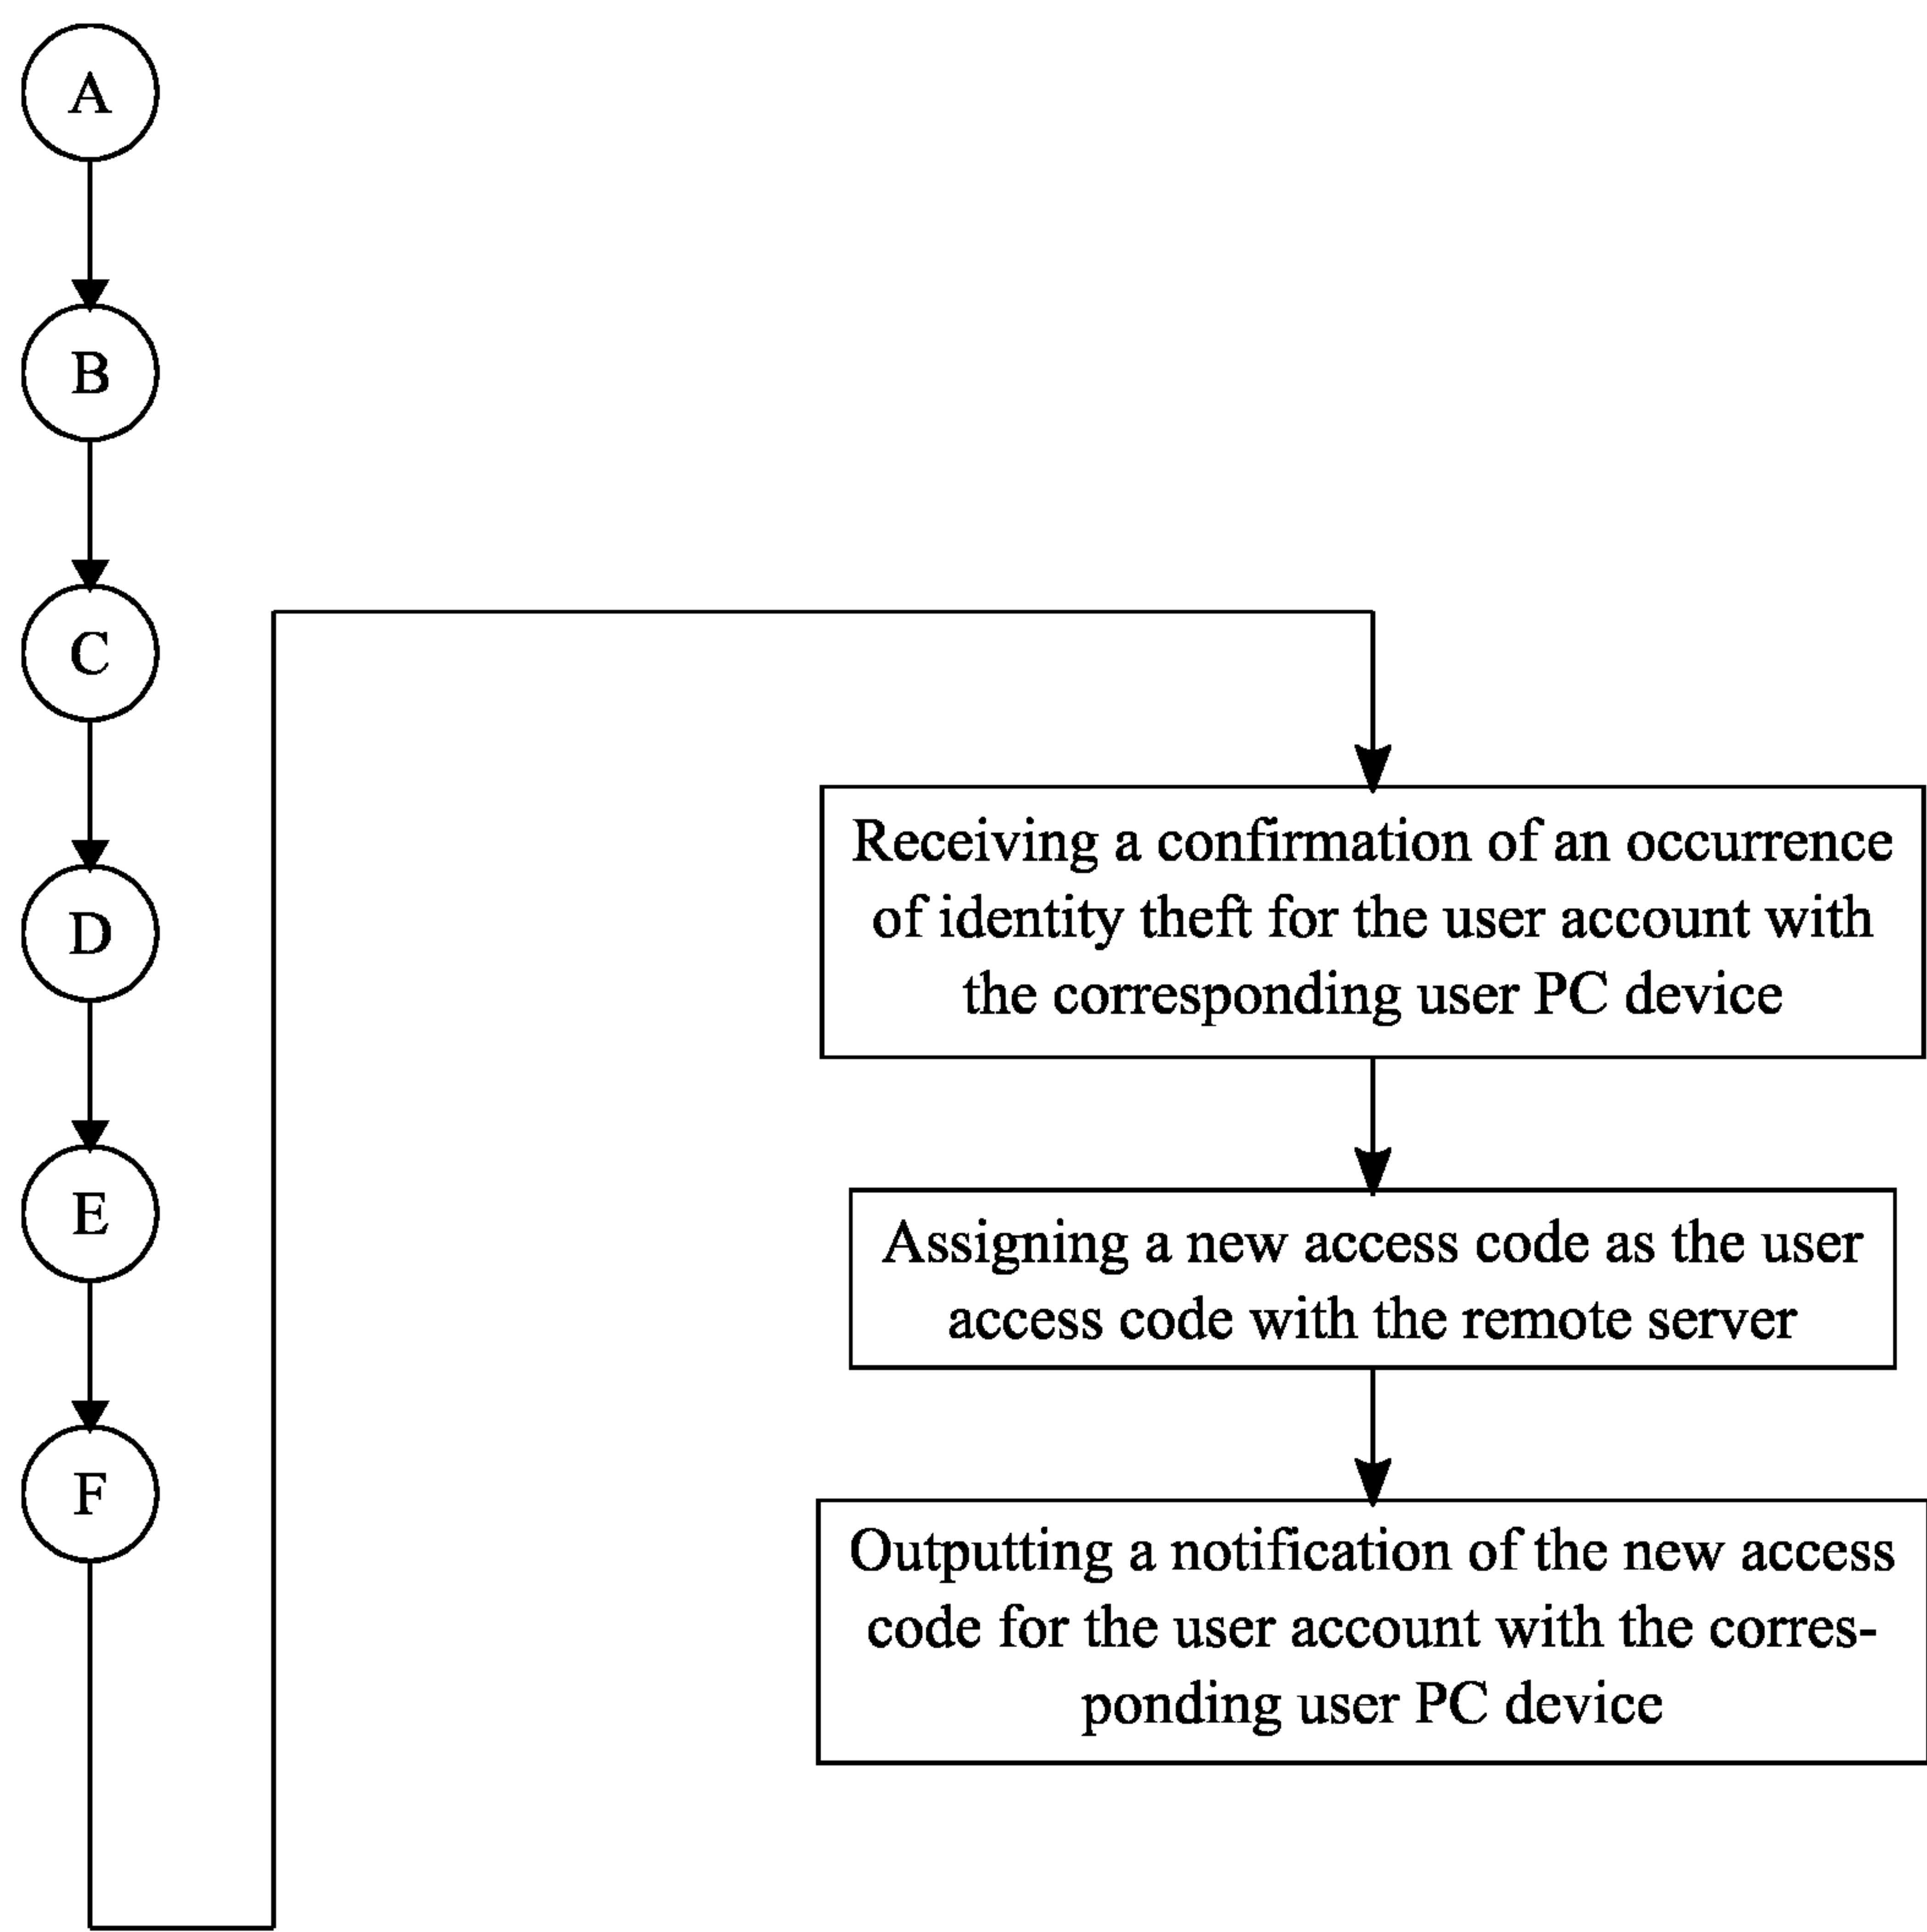 A
B
C
D
E
F
Receiving a confirmation of an occurrence
of identity theft for the user account with
the corresponding user PC device
Assigning a new access code as the user
access code with the remote server
Outputting a notification of the new access
code for the user account with the corres-
ponding user PC device